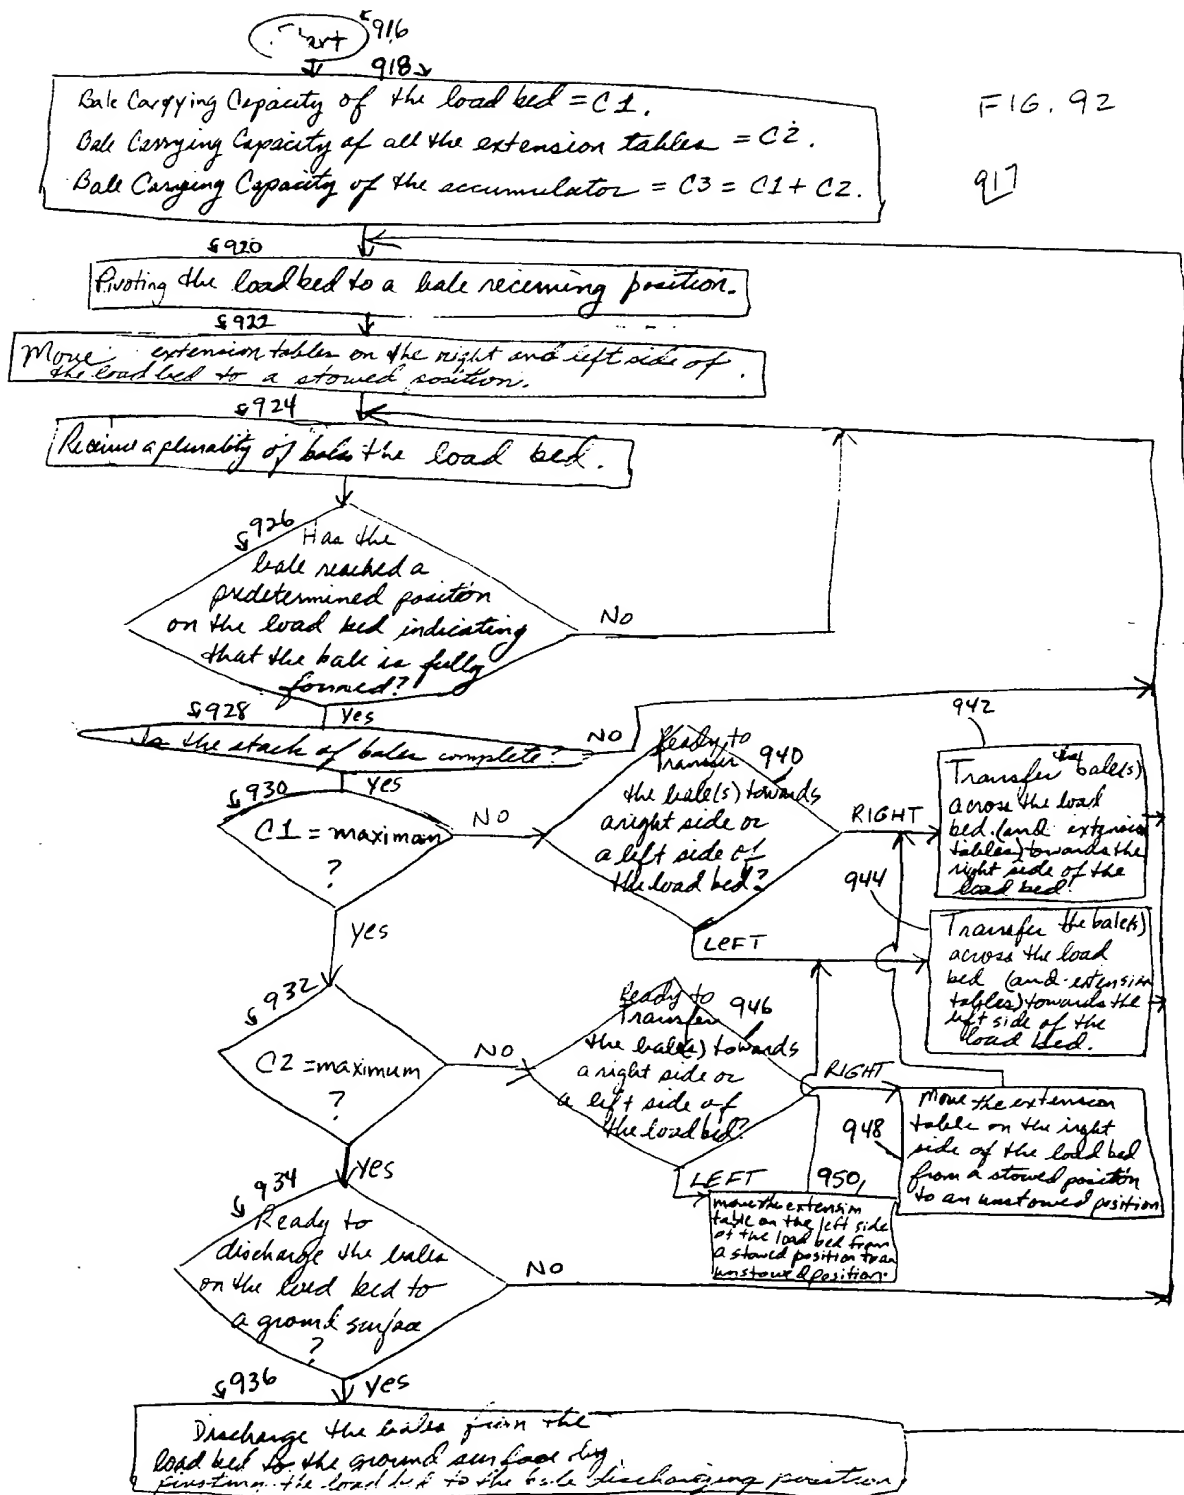 Start 916
918
Bale Carrying Capacity of the load bed = C1.
Bale Carrying Capacity of all the extension tables = C2.
Bale Carrying Capacity of the accumulator = C3 = C1 + C2.
FIG. 92
917
920
Pivoting the load bed to a bale receiving position.
922
Move extension tables on the right and left side of
the load bed to a stowed position.
924
Receive a plurality of bales the load bed.
926
Has the
bale reached a
predetermined position
on the load bed indicating
that the bale is fully
formed?
NO
Yes
928
Is the stack of bales complete?
NO
Yes
930
C1 = maximum
?
NO
Yes
Ready to
Transfer 940
the bale(s) towards
a right side or
a left side of
the load bed?
RIGHT
LEFT
942
Transfer the bale(s)
across the load
bed (and extension
tables) towards the
right side of the
load bed.
944
Transfer the bale(s)
across the load
bed (and extension
tables) towards the
left side of the
load bed.
932
C2 = maximum
?
NO
Yes
Ready to
Transfer 946
the bale(s) towards
a right side or
a left side of
the load bed?
RIGHT
LEFT
948
Move the extension
table on the right
side of the load bed
from a stowed position
to an unstowed position
950
move the extension
table on the left side
of the load bed from
a stowed position to an
unstowed position.
934
Ready to
discharge the bales
on the load bed to
a ground surface
?
NO
Yes
936
Discharge the bales from the
load bed to the ground surface by
the load bed to the bale discharging position